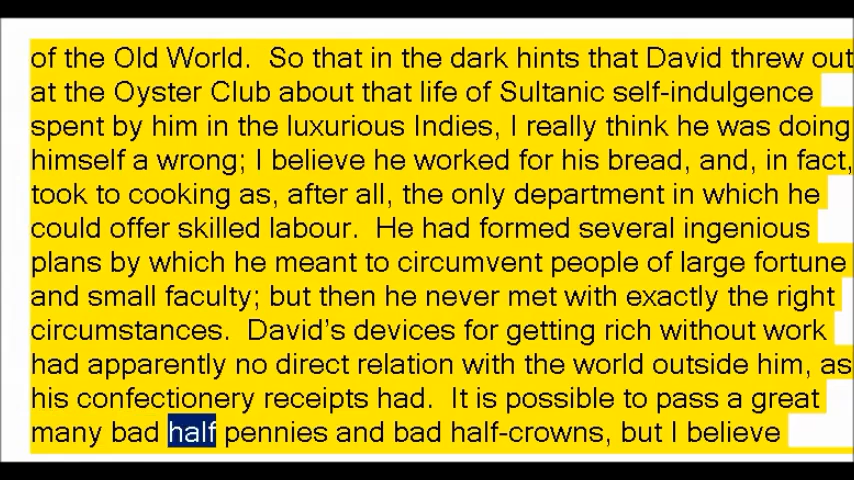 of the Old World.  So that in the dark hints that David threw out
at the Oyster Club about that life of Sultanic self-indulgence
spent by him in the luxurious Indies, I really think he was doing
himself a wrong; I believe he worked for his bread, and, in fact,
took to cooking as, after all, the only department in which he
could offer skilled labour.  He had formed several ingenious
plans by which he meant to circumvent people of large fortune
and small faculty; but then he never met with exactly the right
circumstances.  David’s devices for getting rich without work
had apparently no direct relation with the world outside him, as
his confectionery receipts had.  It is possible to pass a great
many bad half pennies and bad half-crowns, but I believe